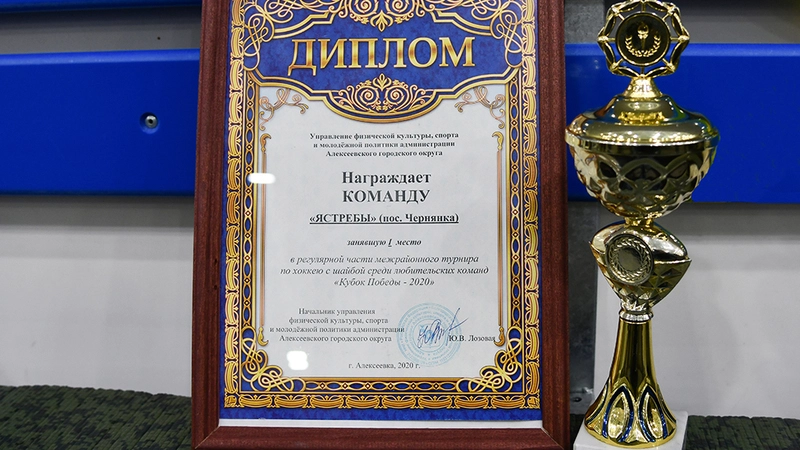 ДИПЛОМ
Управление физической культуры, спорта
и молодёжной политики администрации
Алексеевского городского округа
Награждает
КОМАНДУ
«ЯСТРЕБЫ» (пос. Чернянка)
занявшую I место
в регулярной части межрайонного турнира
по хоккею с шайбой среди любительских команд
«Кубок Победы - 2020»
Начальник управления
физической культуры, спорта
и молодёжной политики администрации
Алексеевского городского округа
Ю.В. Лозовая
г. Алексеевка, 2020 г.